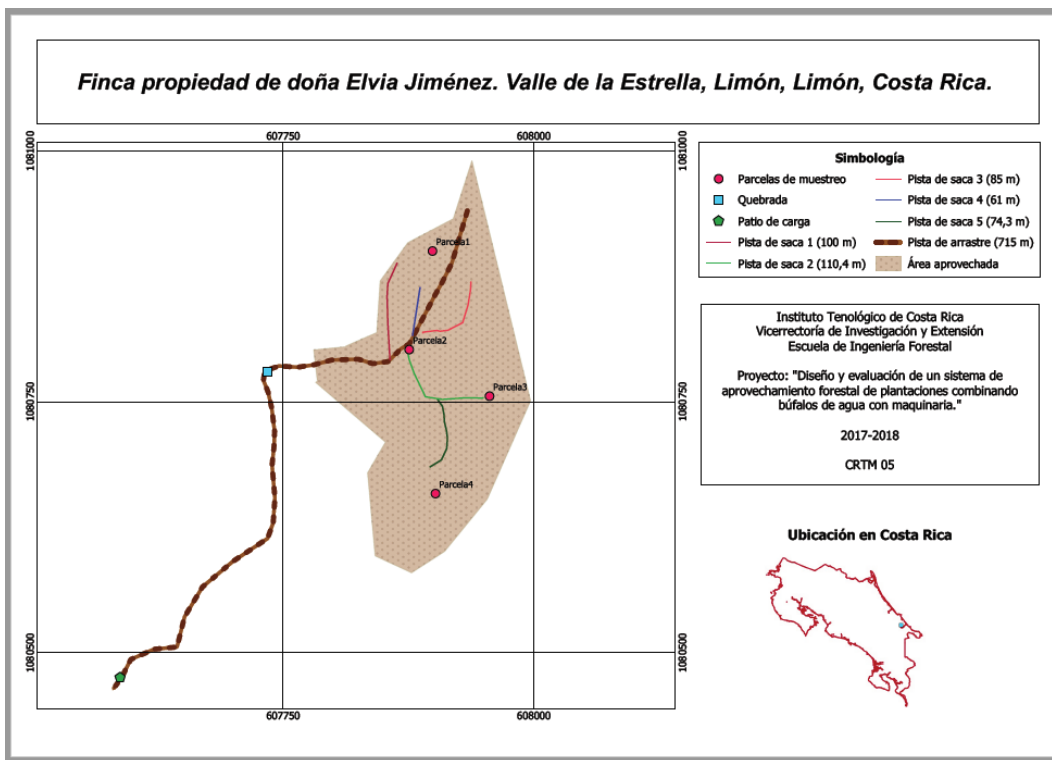 Finca propiedad de doña Elvia Jiménez. Valle de la Estrella, Limón, Limón, Costa Rica.
607750
608000
1081000
1081000
1080750
1080750
1080500
1080500
607750
608000
Parcela1
Parcela2
Parcela3
Parcela4
Simbología
Parcelas de muestreo
Quebrada
Patio de carga
Pista de saca 1 (100 m)
Pista de saca 2 (110,4 m)
Pista de saca 3 (85 m)
Pista de saca 4 (61 m)
Pista de saca 5 (74,3 m)
Pista de arrastre (715 m)
Área aprovechada
Instituto Tenológico de Costa Rica
Vicerrectoría de Investigación y Extensión
Escuela de Ingeniería Forestal
Proyecto: "Diseño y evaluación de un sistema de
aprovechamiento forestal de plantaciones combinando
búfalos de agua con maquinaria."
2017-2018
CRTM 05
Ubicación en Costa Rica